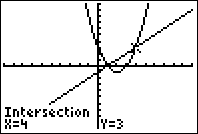 Intersection
X=4 Y=3